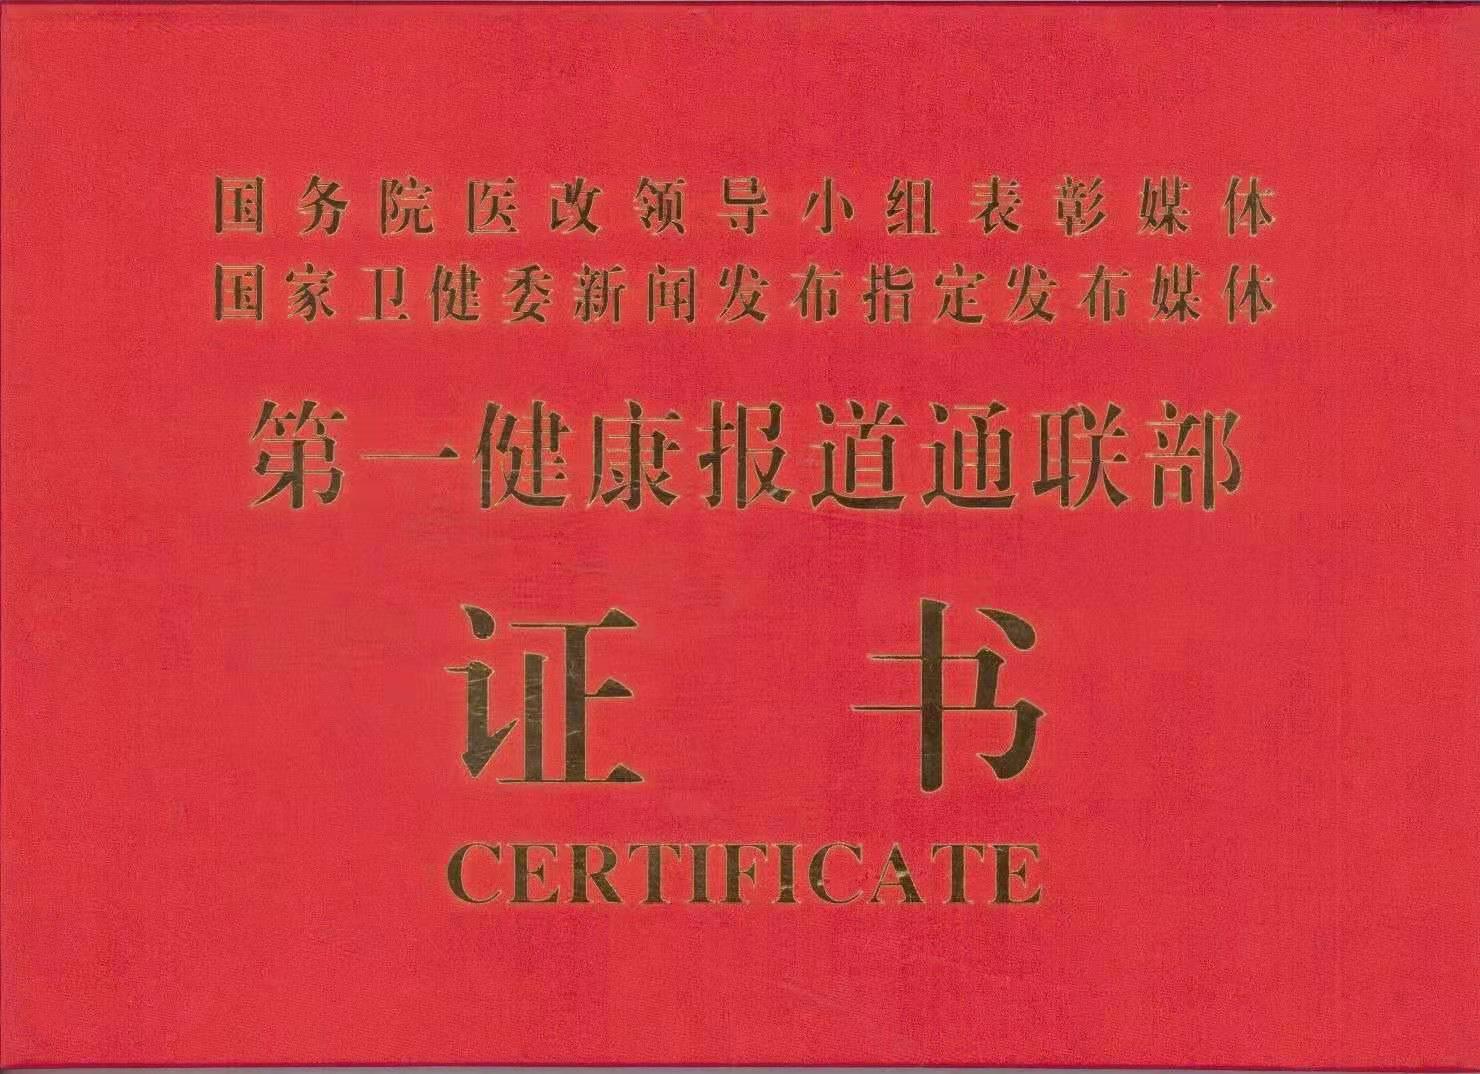 国务院医改领导小组表彰媒体
国家卫健委新闻发布指定发布媒体
第一健康报道通联部
证书
CERTIFICATE